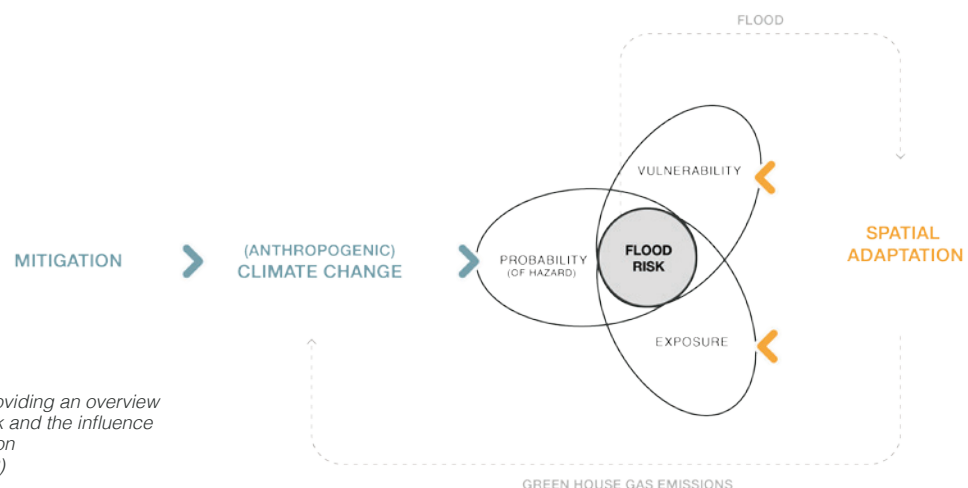 FLOOD
VULNERABILITY
MITIGATION
(ANTHROPOGENIC)
CLIMATE CHANGE
PROBABILITY
(OF HAZARD)
FLOOD
RISK
SPATIAL
ADAPTATION
EXPOSURE
oviding an overview
k and the influence
on
)
GREEN HOUSE GAS EMISSIONS